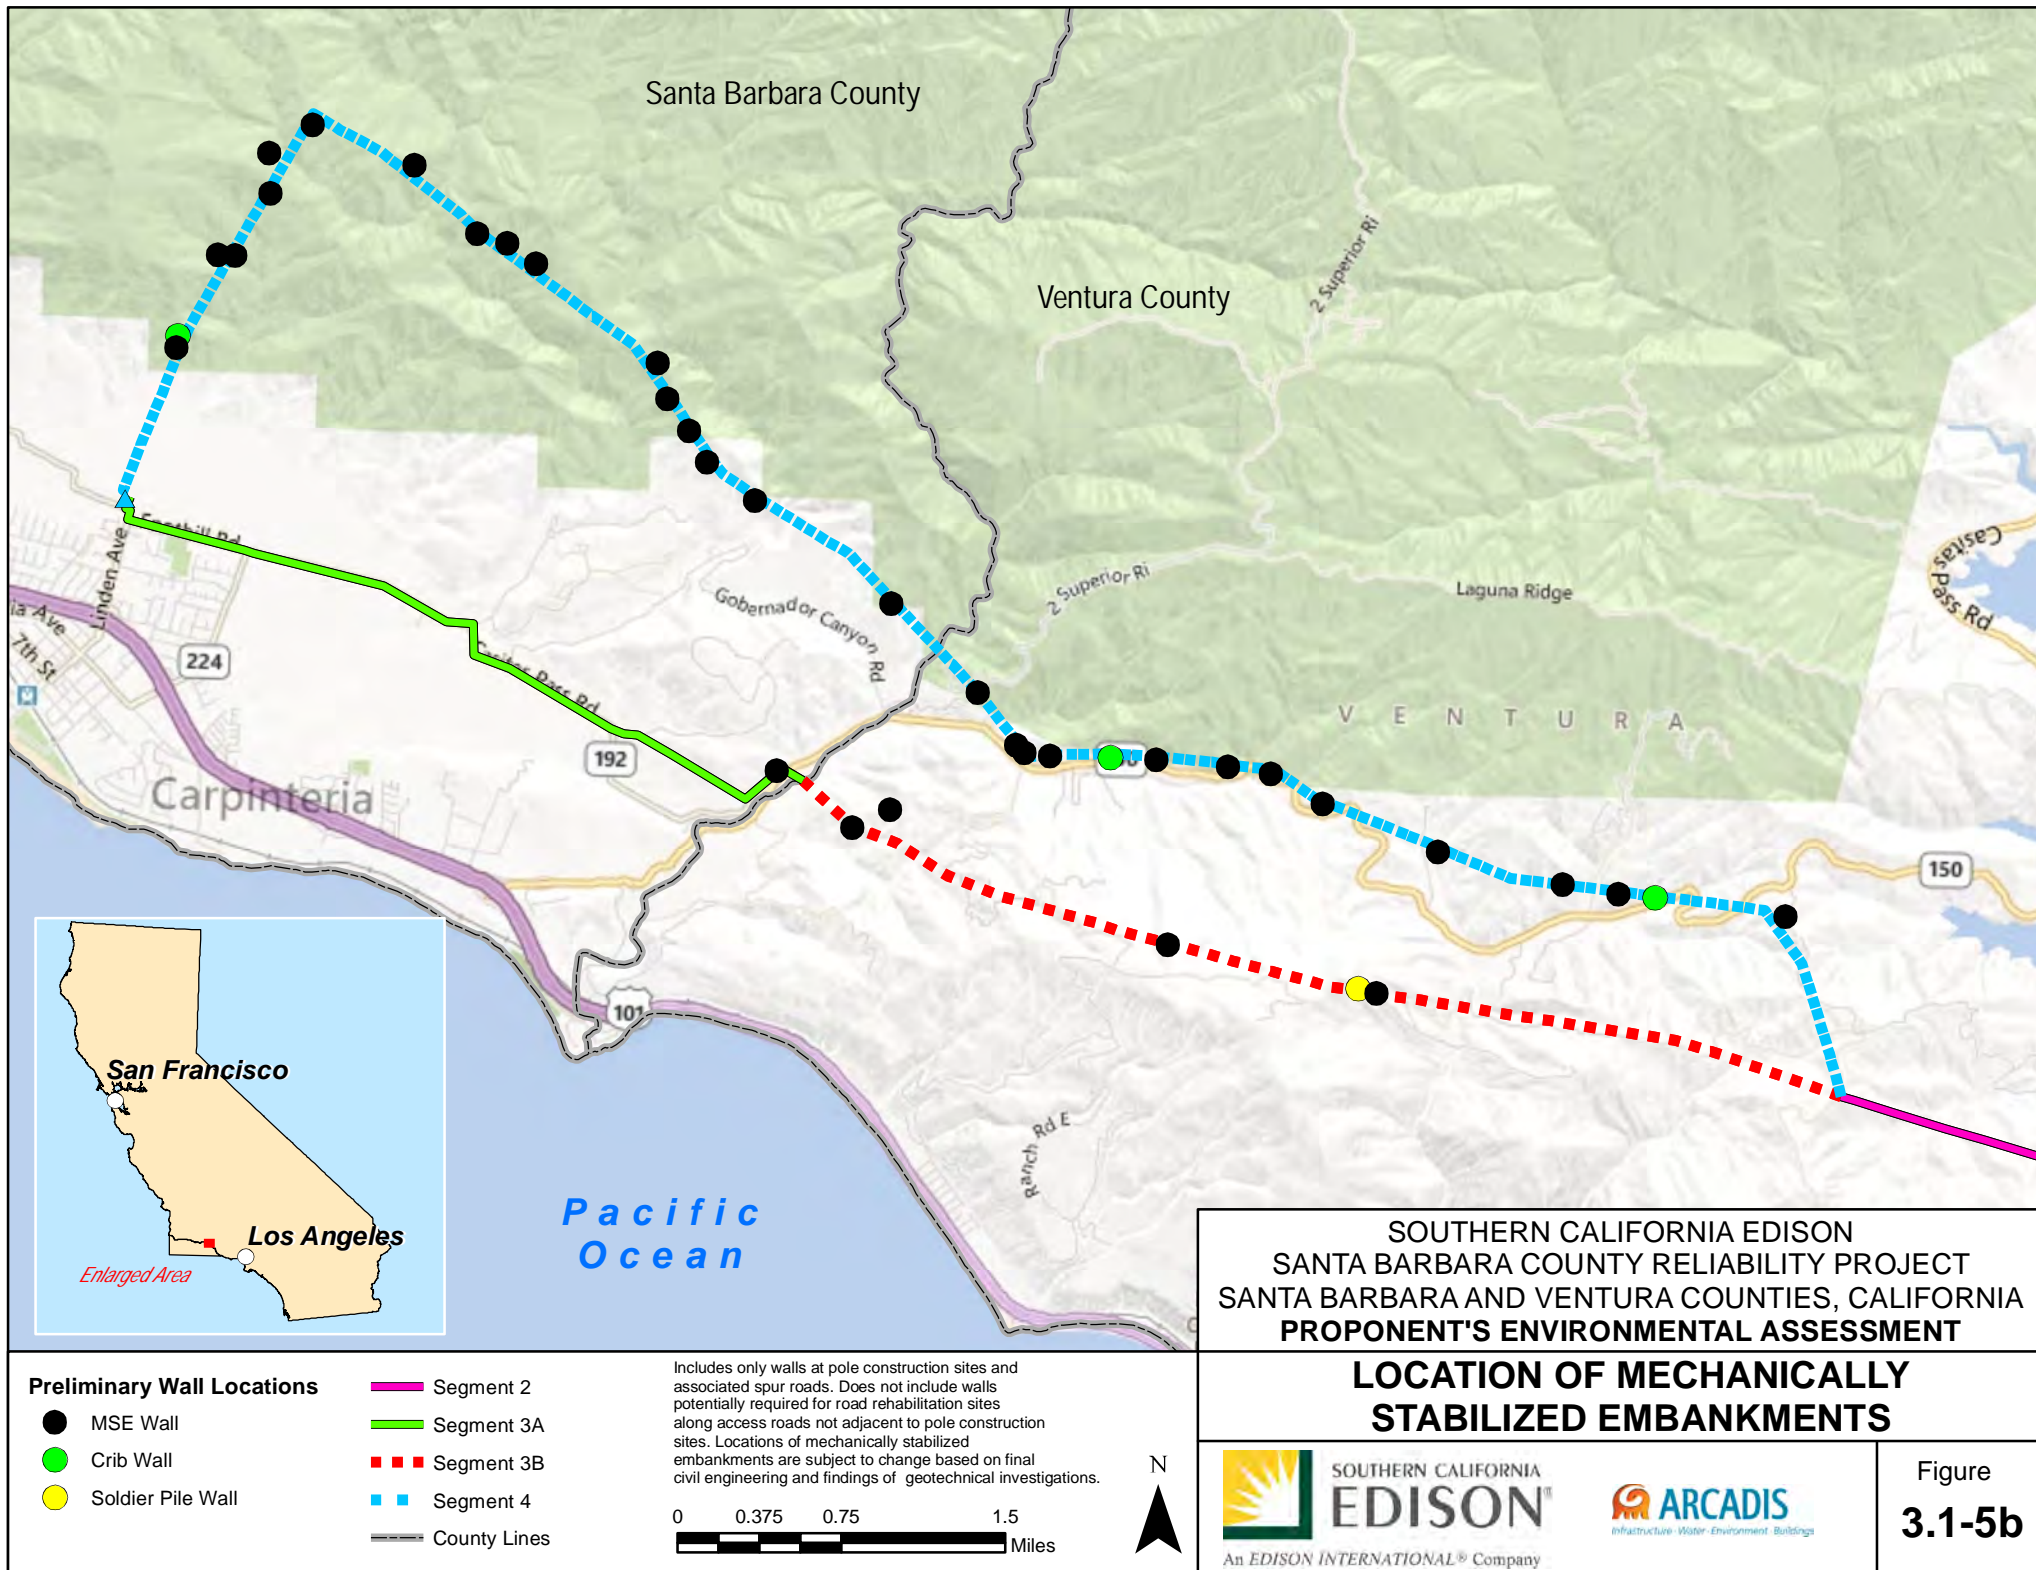 Santa Barbara County
Ventura County
2 Superior Ri
2 Superior Ri
Laguna Ridge
Casitas Pass Rd
Gobernador Canyon Rd
Foothill Rd
Linden Ave
ia Ave
7th St
224
Casitas Pass Rd
192
VENTURA
150
Carpinteria
101
Ranch Rd E
San Francisco
Los Angeles
Enlarged Area
Pacific
Ocean
SOUTHERN CALIFORNIA EDISON
SANTA BARBARA COUNTY RELIABILITY PROJECT
SANTA BARBARA AND VENTURA COUNTIES, CALIFORNIA
PROPONENT'S ENVIRONMENTAL ASSESSMENT
LOCATION OF MECHANICALLY
STABILIZED EMBANKMENTS
Preliminary Wall Locations
MSE Wall
Crib Wall
Soldier Pile Wall
Segment 2
Segment 3A
Segment 3B
Segment 4
County Lines
Includes only walls at pole construction sites and
associated spur roads. Does not include walls
potentially required for road rehabilitation sites
along access roads not adjacent to pole construction
sites. Locations of mechanically stabilized
embankments are subject to change based on final
civil engineering and findings of geotechnical investigations.
0 0.375 0.75 1.5
Miles
N
SOUTHERN CALIFORNIA
EDISON
An EDISON INTERNATIONAL® Company
ARCADIS
Infrastructure · Water · Environment · Buildings
Figure
3.1-5b